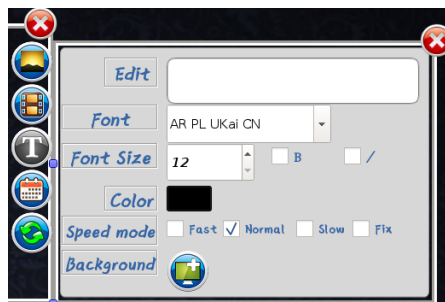 Edit
Font
AR PL UKai CN
Font Size
12
B
/
Color
Speed mode
Fast
Normal
Slow
Fix
Background
T